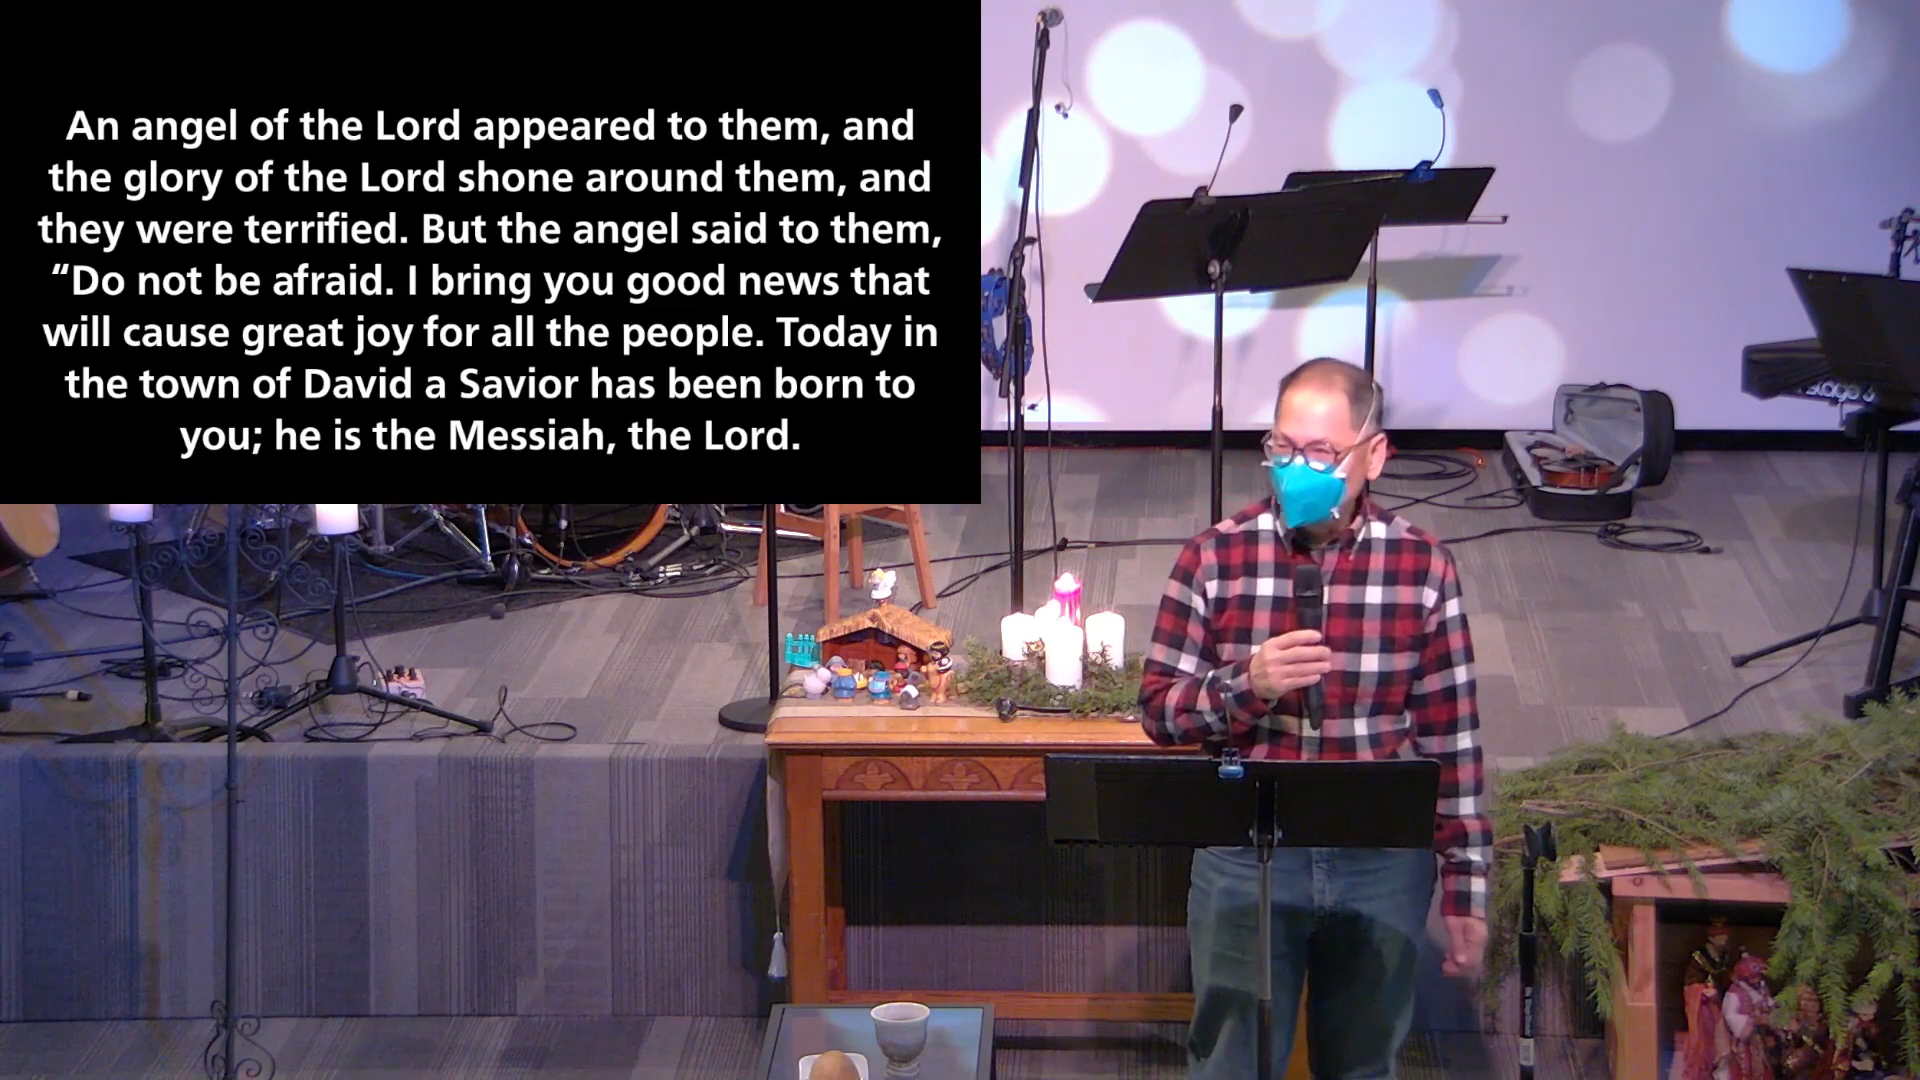 An angel of the Lord appeared to them, and
the glory of the Lord shone around them, and
they were terrified. But the angel said to them,
“Do not be afraid. I bring you good news that
will cause great joy for all the people. Today in
the town of David a Savior has been born to
you; he is the Messiah, the Lord.